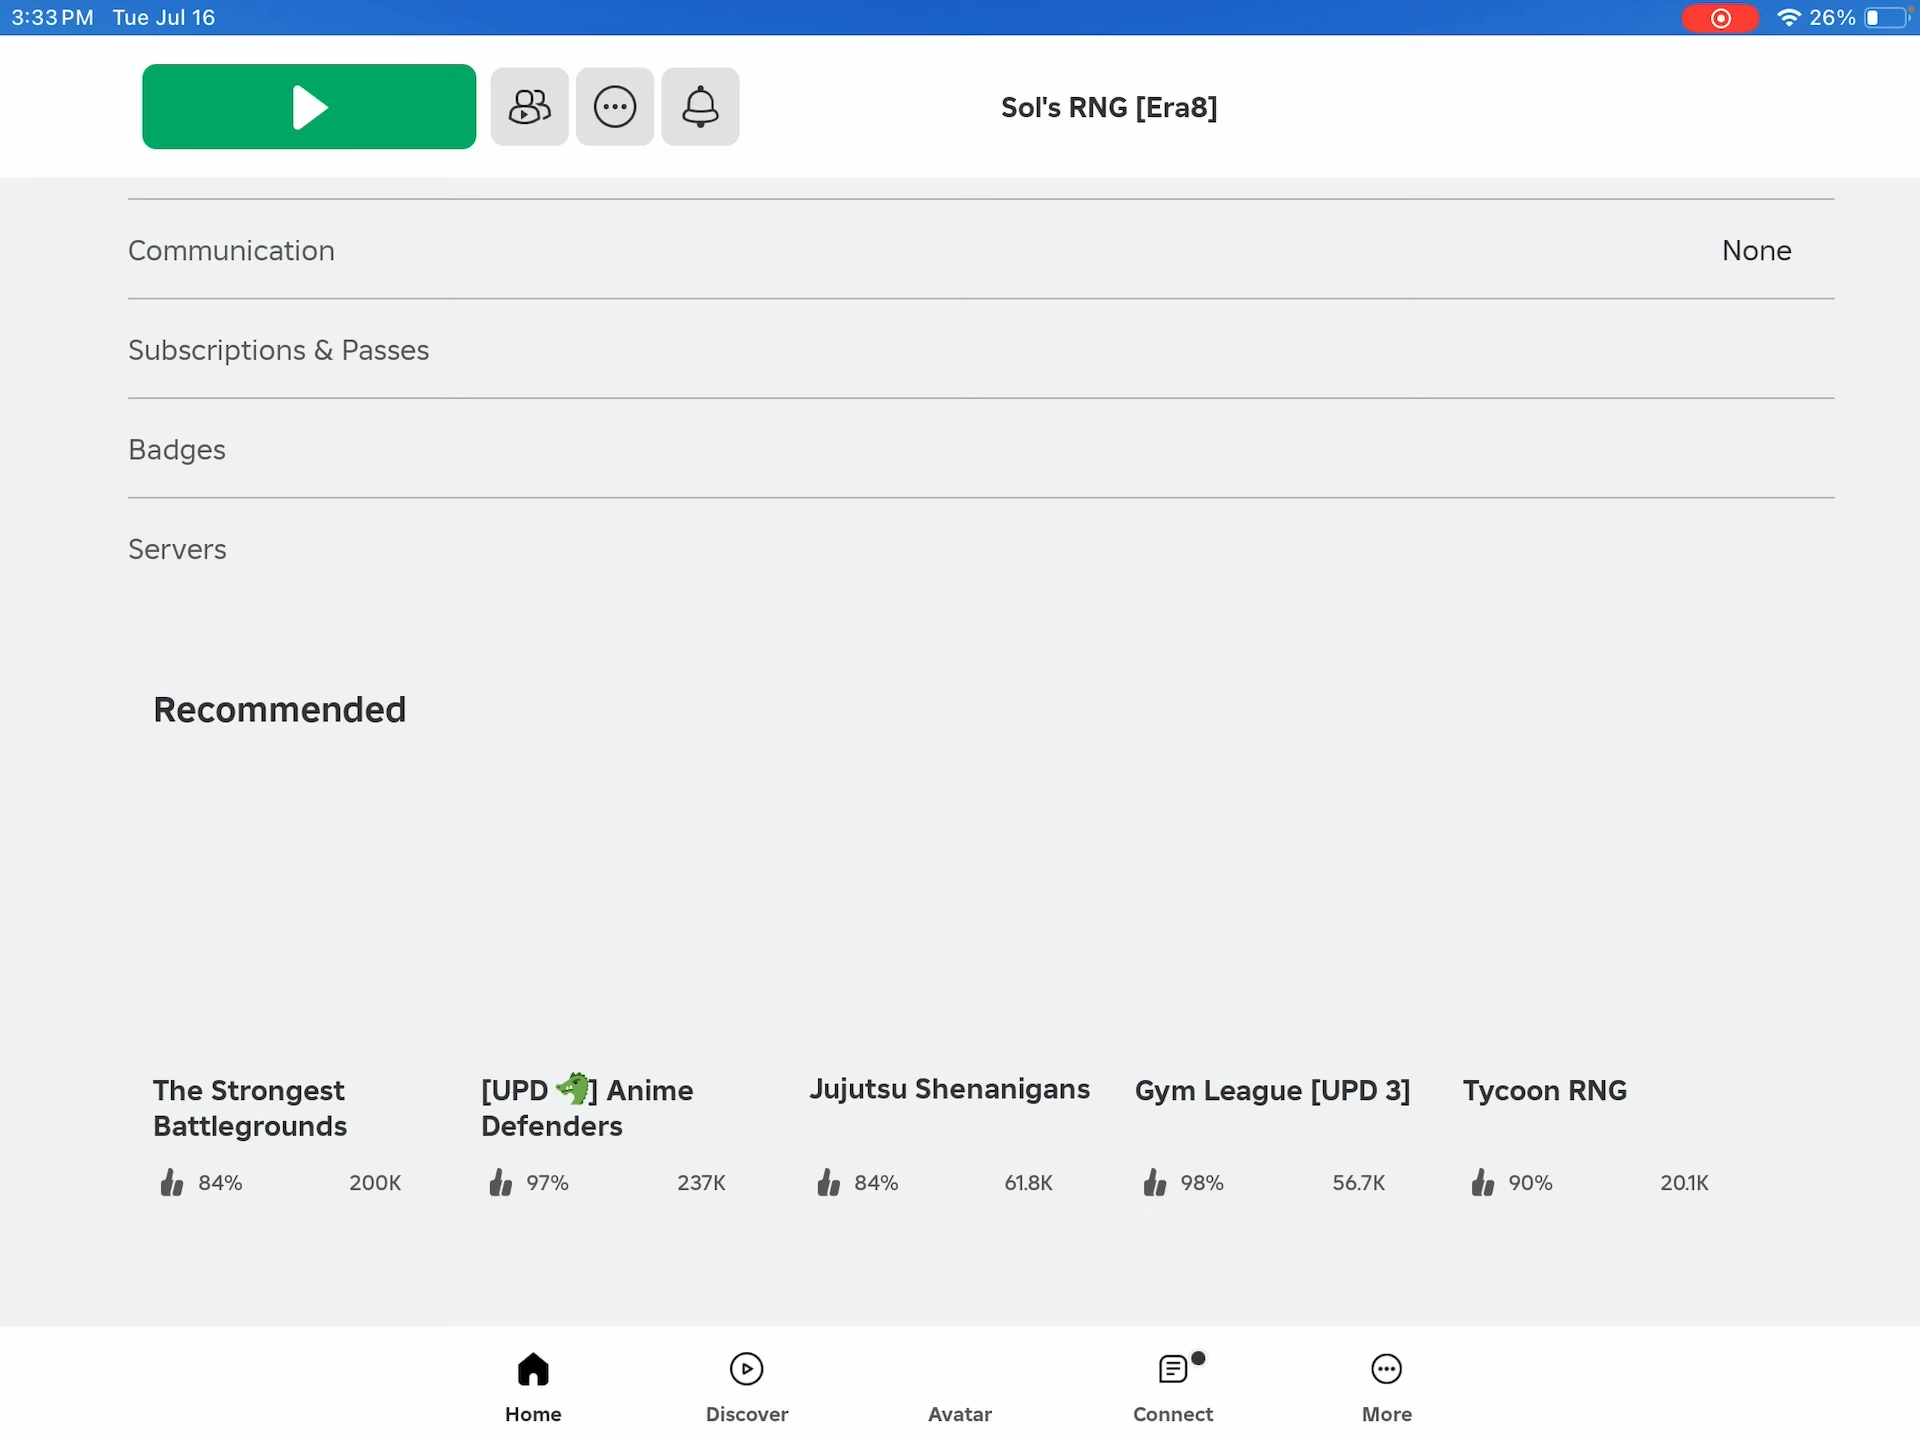 3:33 PM Tue Jul 16 26%
Sol's RNG [Era8]
Communication None
Subscriptions & Passes
Badges
Servers
Recommended
The Strongest
Battlegrounds
84% 200K
[UPD 🐲] Anime
Defenders
97% 237K
Jujutsu Shenanigans
84% 61.8K
Gym League [UPD 3]
98% 56.7K
Tycoon RNG
90% 20.1K
Home Discover Avatar Connect More